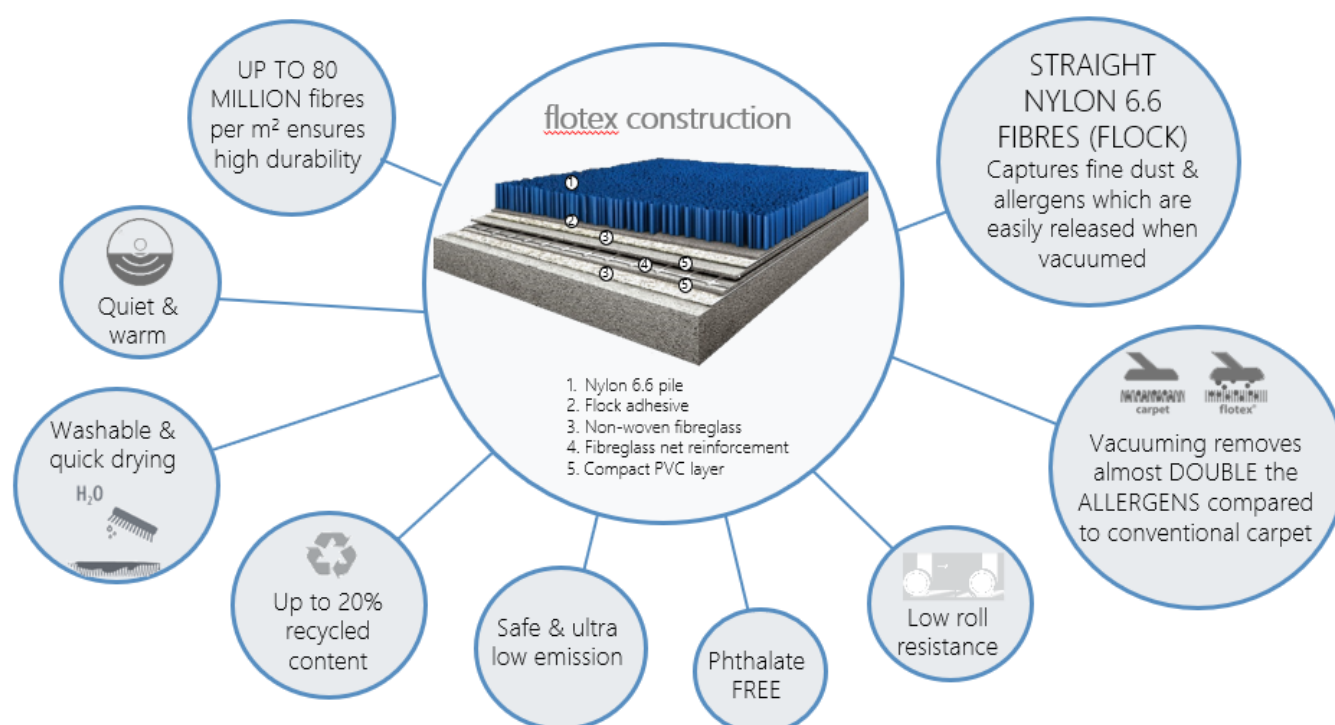 flotex construction
1
2
3
4
5
3
5
1. Nylon 6.6 pile
2. Flock adhesive
3. Non-woven fibreglass
4. Fibreglass net reinforcement
5. Compact PVC layer
UP TO 80
MILLION fibres
per m² ensures
high durability
STRAIGHT
NYLON 6.6
FIBRES (FLOCK)
Captures fine dust &
allergens which are
easily released when
vacuumed
Quiet &
warm
carpet
flotex®
Vacuuming removes
almost DOUBLE the
ALLERGENS compared
to conventional carpet
Washable &
quick drying
H₂O
Up to 20%
recycled
content
Safe & ultra
low emission
Phthalate
FREE
Low roll
resistance